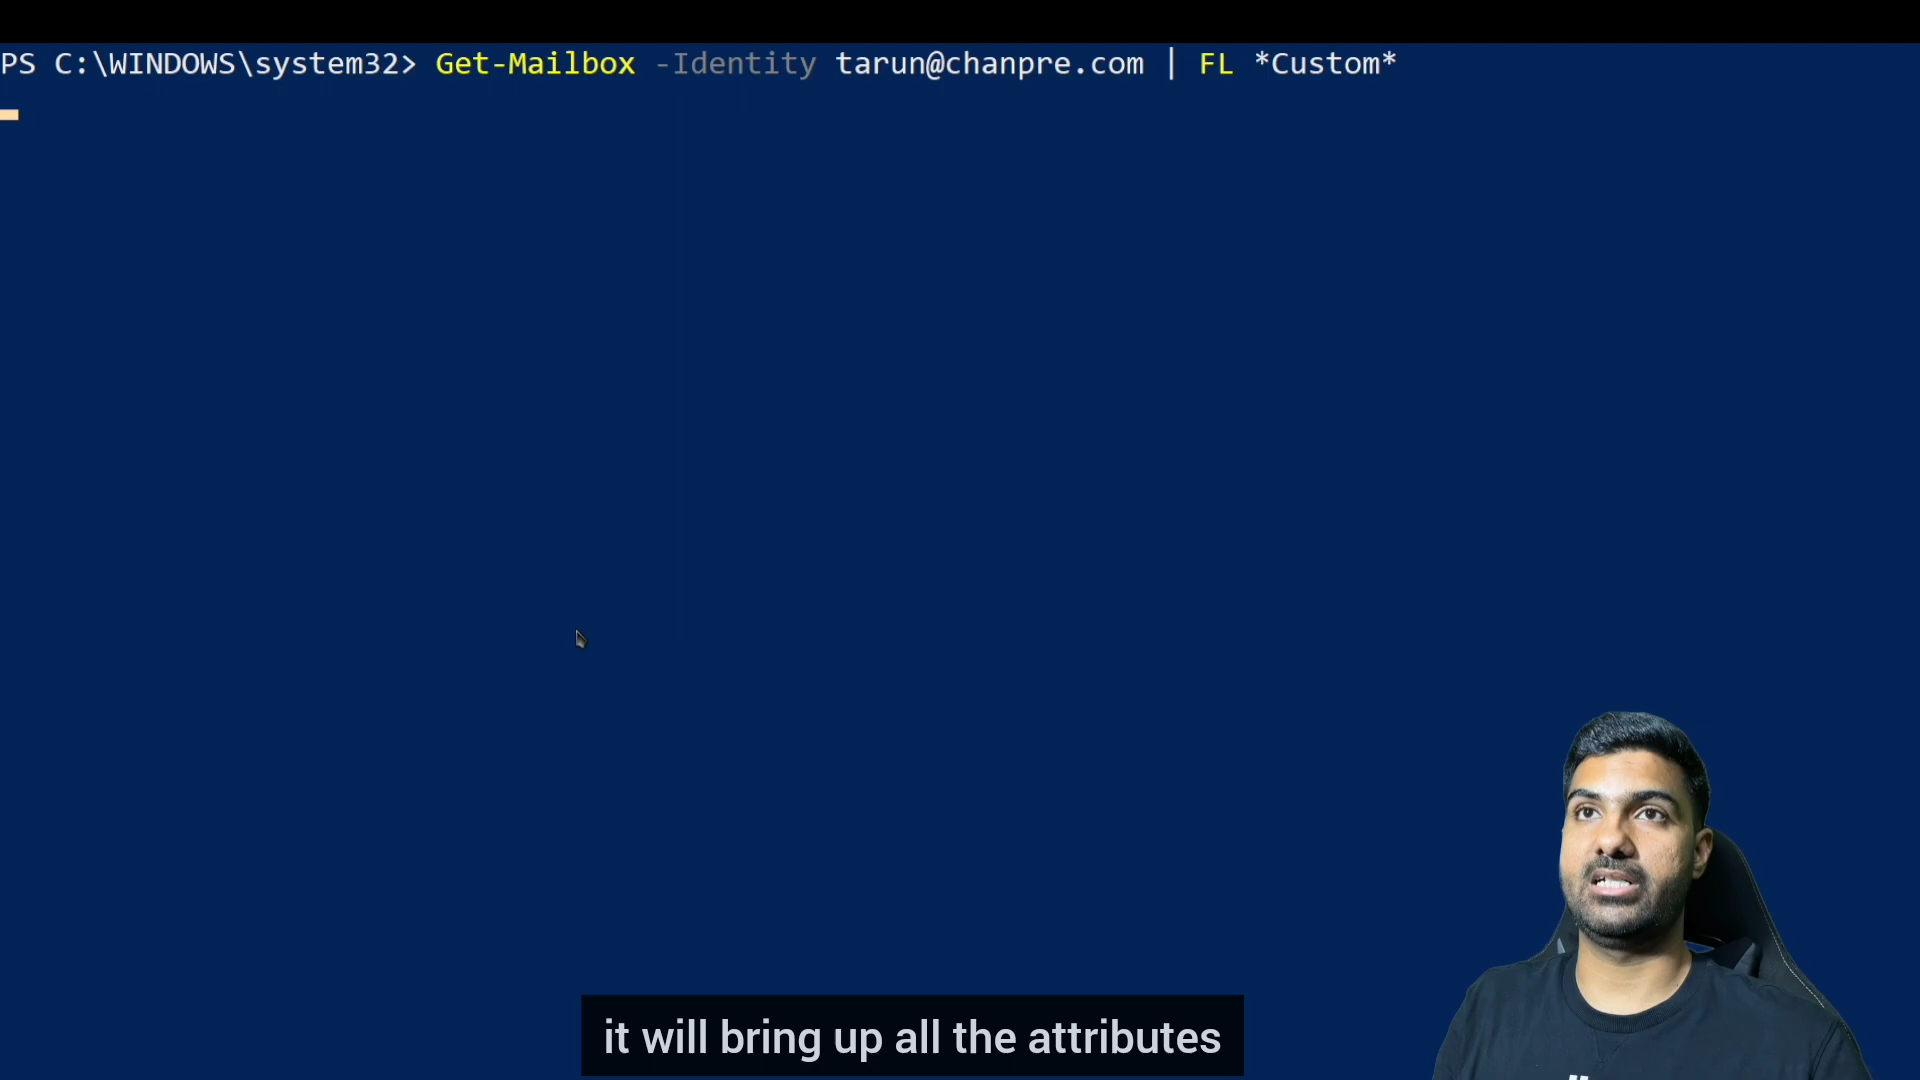 PS C:\WINDOWS\system32> Get-Mailbox -Identity tarun@chanpre.com | FL *Custom*
it will bring up all the attributes